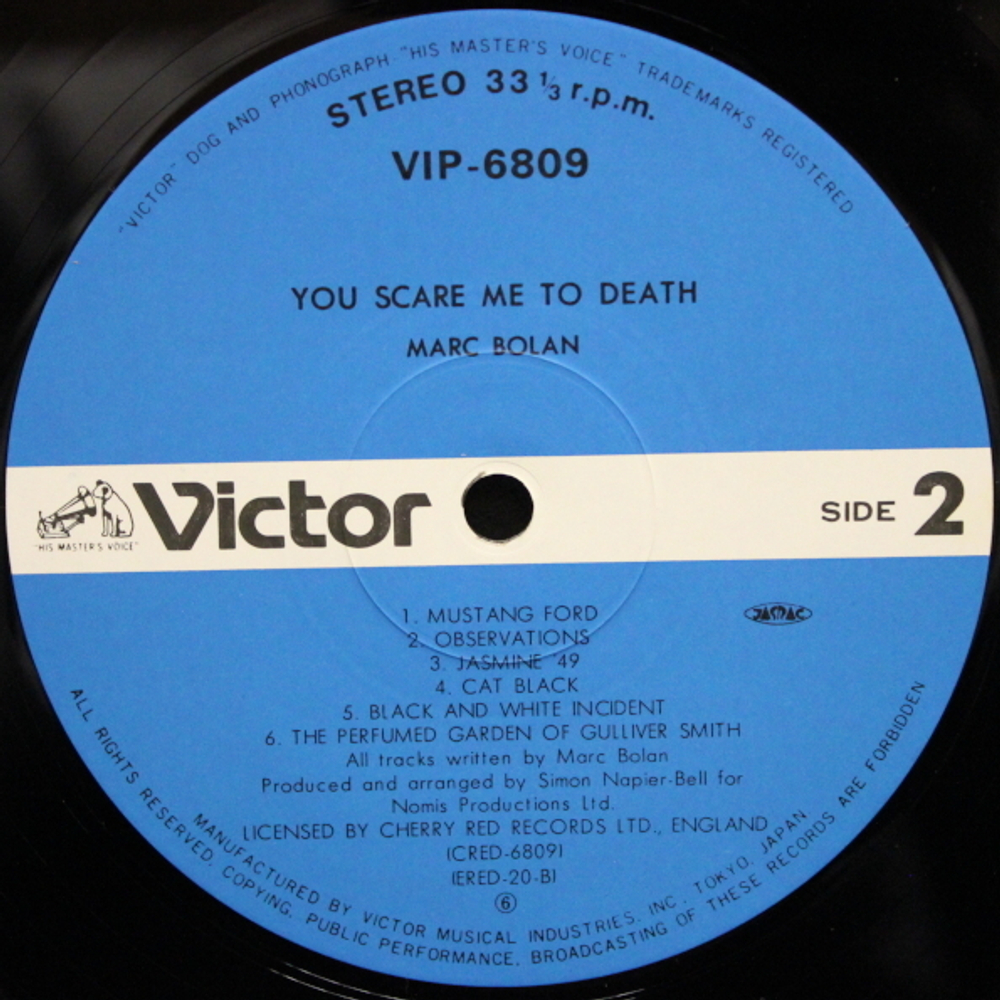 "VICTOR" DOG AND PHONOGRAPH "HIS MASTER'S VOICE" TRADEMARKS REGISTERED
STEREO 33 1/3 r.p.m.
VIP-6809
YOU SCARE ME TO DEATH
MARC BOLAN
"HIS MASTER'S VOICE"
Victor
SIDE 2
1. MUSTANG FORD
JASRAC
2. OBSERVATIONS
3. JASMINE '49
4. CAT BLACK
5. BLACK AND WHITE INCIDENT
6. THE PERFUMED GARDEN OF GULLIVER SMITH
All tracks written by Marc Bolan
Produced and arranged by Simon Napier-Bell for
Nomis Productions Ltd.
LICENSED BY CHERRY RED RECORDS LTD., ENGLAND
(CRED-6809)
(ERED-20-B)
6
MANUFACTURED BY VICTOR MUSICAL INDUSTRIES, INC., TOKYO, JAPAN
ALL RIGHTS RESERVED. COPYING, PUBLIC PERFORMANCE, BROADCASTING OF THESE RECORDS ARE FORBIDDEN